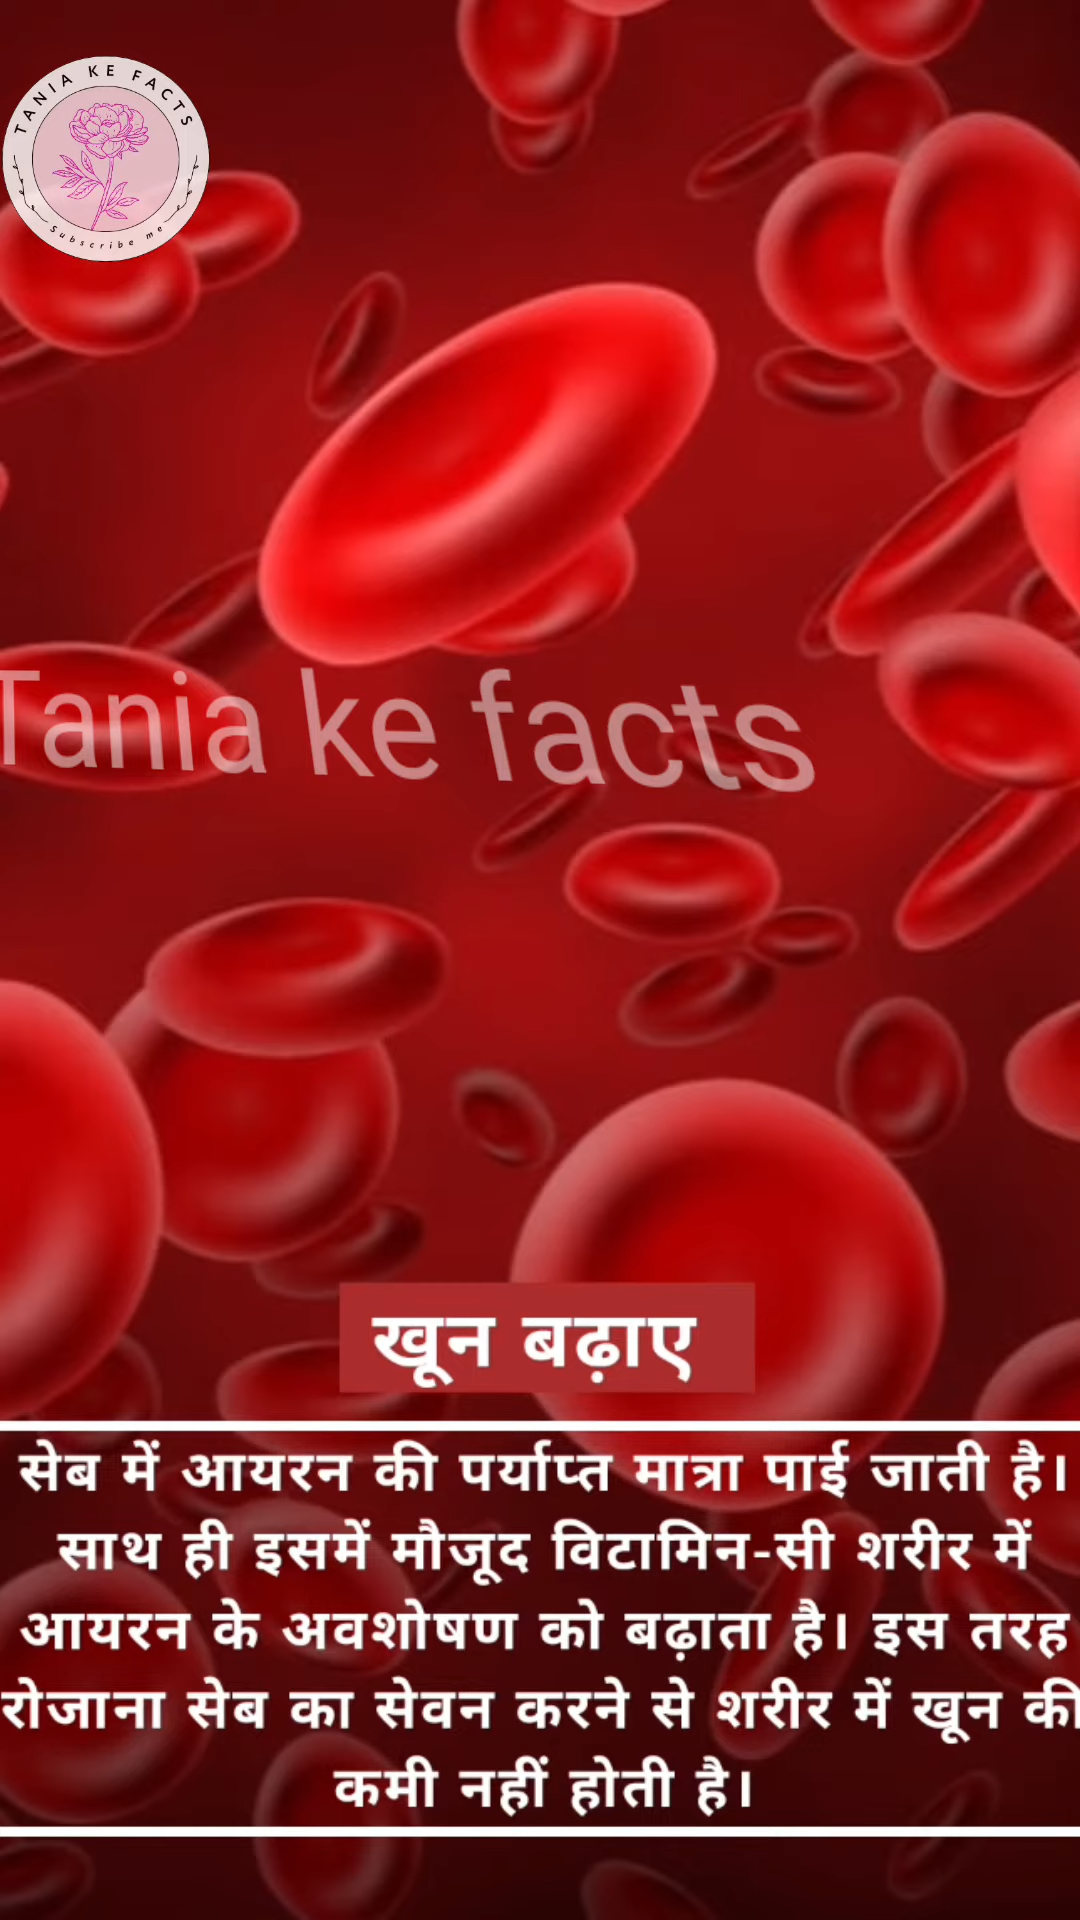 TANIA KE FACTS
Subscribe me
Tania ke facts
खून बढ़ाए
सेब में आयरन की पर्याप्त मात्रा पाई जाती है।
साथ ही इसमें मौजूद विटामिन-सी शरीर में
आयरन के अवशोषण को बढ़ाता है। इस तरह
रोजाना सेब का सेवन करने से शरीर में खून की
कमी नहीं होती है।